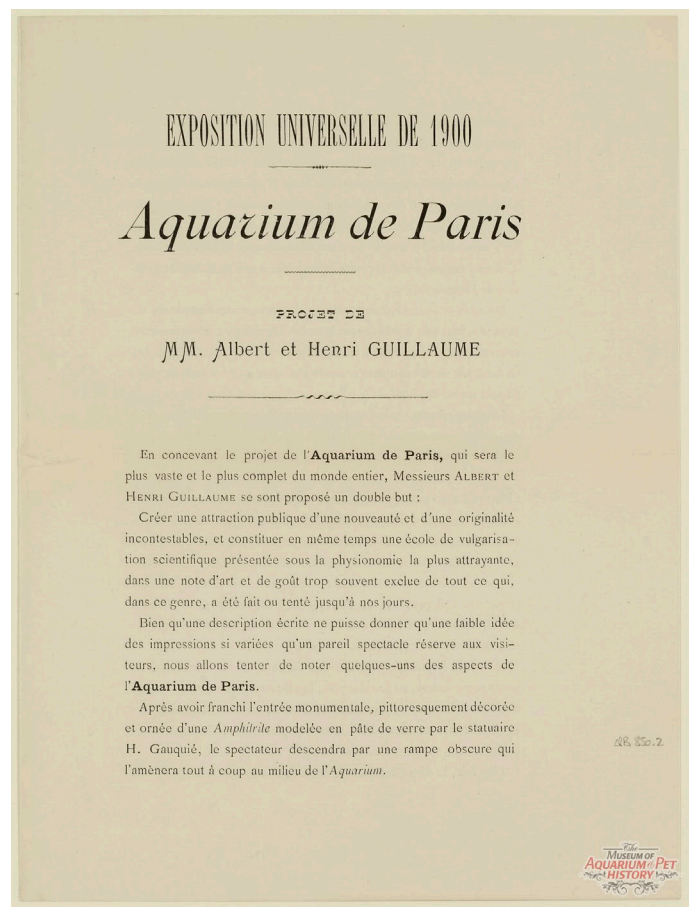 EXPOSITION UNIVERSELLE DE 1900
Aquarium de Paris
PROJET DE
MM. Albert et Henri GUILLAUME
En concevant le projet de l'Aquarium de Paris, qui sera le
plus vaste et le plus complet du monde entier, Messieurs ALBERT et
HENRI GUILLAUME se sont proposé un double but :
Créer une attraction publique d'une nouveauté et d'une originalité
incontestables, et constituer en même temps une école de vulgarisa-
tion scientifique présentée sous la physionomie la plus attrayante,
dans une note d'art et de goût trop souvent exclue de tout ce qui,
dans ce genre, a été fait ou tenté jusqu'à nos jours.
Bien qu'une description écrite ne puisse donner qu'une faible idée
des impressions si variées qu'un pareil spectacle réserve aux visi-
teurs, nous allons tenter de noter quelques-uns des aspects de
l'Aquarium de Paris.
Après avoir franchi l'entrée monumentale, pittoresquement décorée
et ornée d'une Amphitrite modelée en pâte de verre par le statuaire
H. Gauquié, le spectateur descendra par une rampe obscure qui
l'amènera tout à coup au milieu de l'Aquarium.
The
MUSEUM OF
AQUARIUM & PET
HISTORY